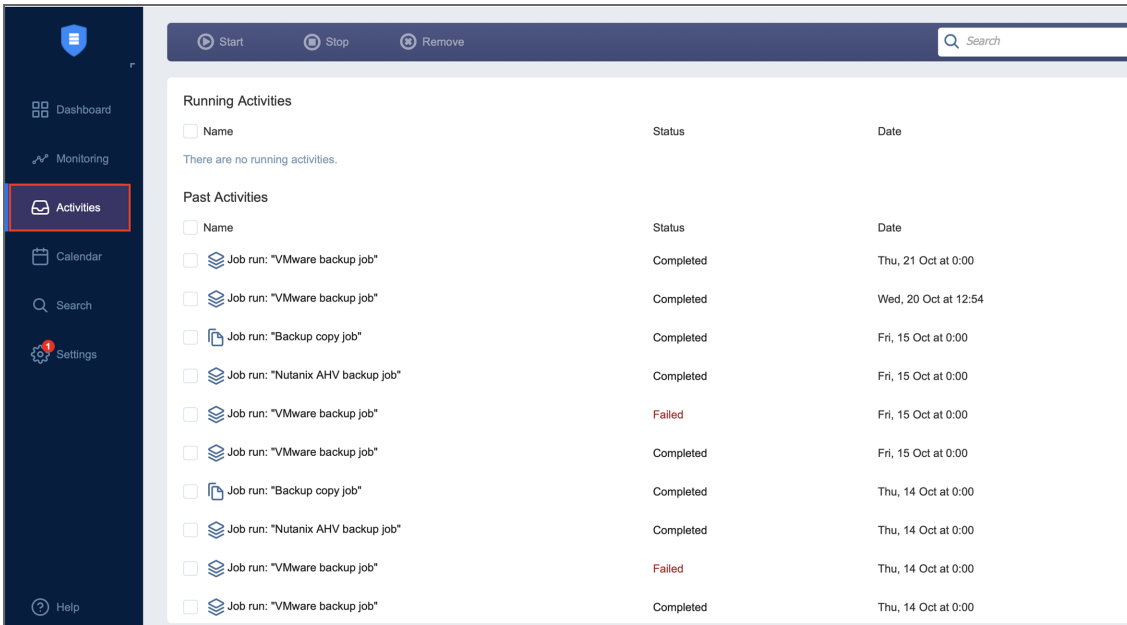 Start Stop Remove Search
Dashboard
Monitoring
Activities
Calendar
Search
1
Settings
Help
Running Activities
Name Status Date
There are no running activities.
Past Activities
Name Status Date
Job run: "VMware backup job" Completed Thu, 21 Oct at 0:00
Job run: "VMware backup job" Completed Wed, 20 Oct at 12:54
Job run: "Backup copy job" Completed Fri, 15 Oct at 0:00
Job run: "Nutanix AHV backup job" Completed Fri, 15 Oct at 0:00
Job run: "VMware backup job" Failed Fri, 15 Oct at 0:00
Job run: "VMware backup job" Completed Fri, 15 Oct at 0:00
Job run: "Backup copy job" Completed Thu, 14 Oct at 0:00
Job run: "Nutanix AHV backup job" Completed Thu, 14 Oct at 0:00
Job run: "VMware backup job" Failed Thu, 14 Oct at 0:00
Job run: "VMware backup job" Completed Thu, 14 Oct at 0:00